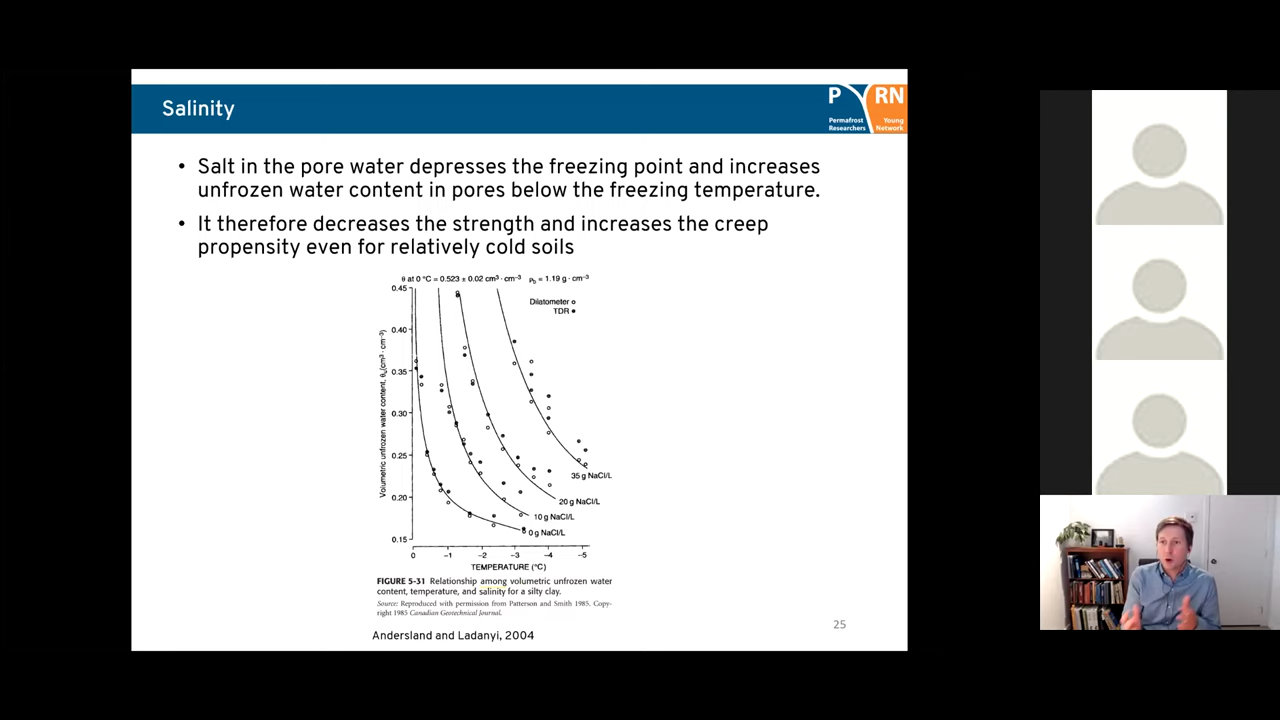 Salinity
P RN
Permafrost Young
Researchers Network
• Salt in the pore water depresses the freezing point and increases
unfrozen water content in pores below the freezing temperature.
• It therefore decreases the strength and increases the creep
propensity even for relatively cold soils
θ at 0 °C = 0.523 ± 0.02 cm³ · cm⁻³ ρb = 1.19 g · cm⁻³
Dilatometer ○
TDR ●
Volumetric unfrozen water content, θu(cm³ · cm⁻³)
0.45
0.40
0.35
0.30
0.25
0.20
0.15
35 g NaCl/L
20 g NaCl/L
10 g NaCl/L
0 g NaCl/L
0 −1 −2 −3 −4 −5
TEMPERATURE (°C)
FIGURE 5-31 Relationship among volumetric unfrozen water
content, temperature, and salinity for a silty clay.
Source: Reproduced with permission from Patterson and Smith 1985. Copy-
right 1985 Canadian Geotechnical Journal.
Andersland and Ladanyi, 2004
25